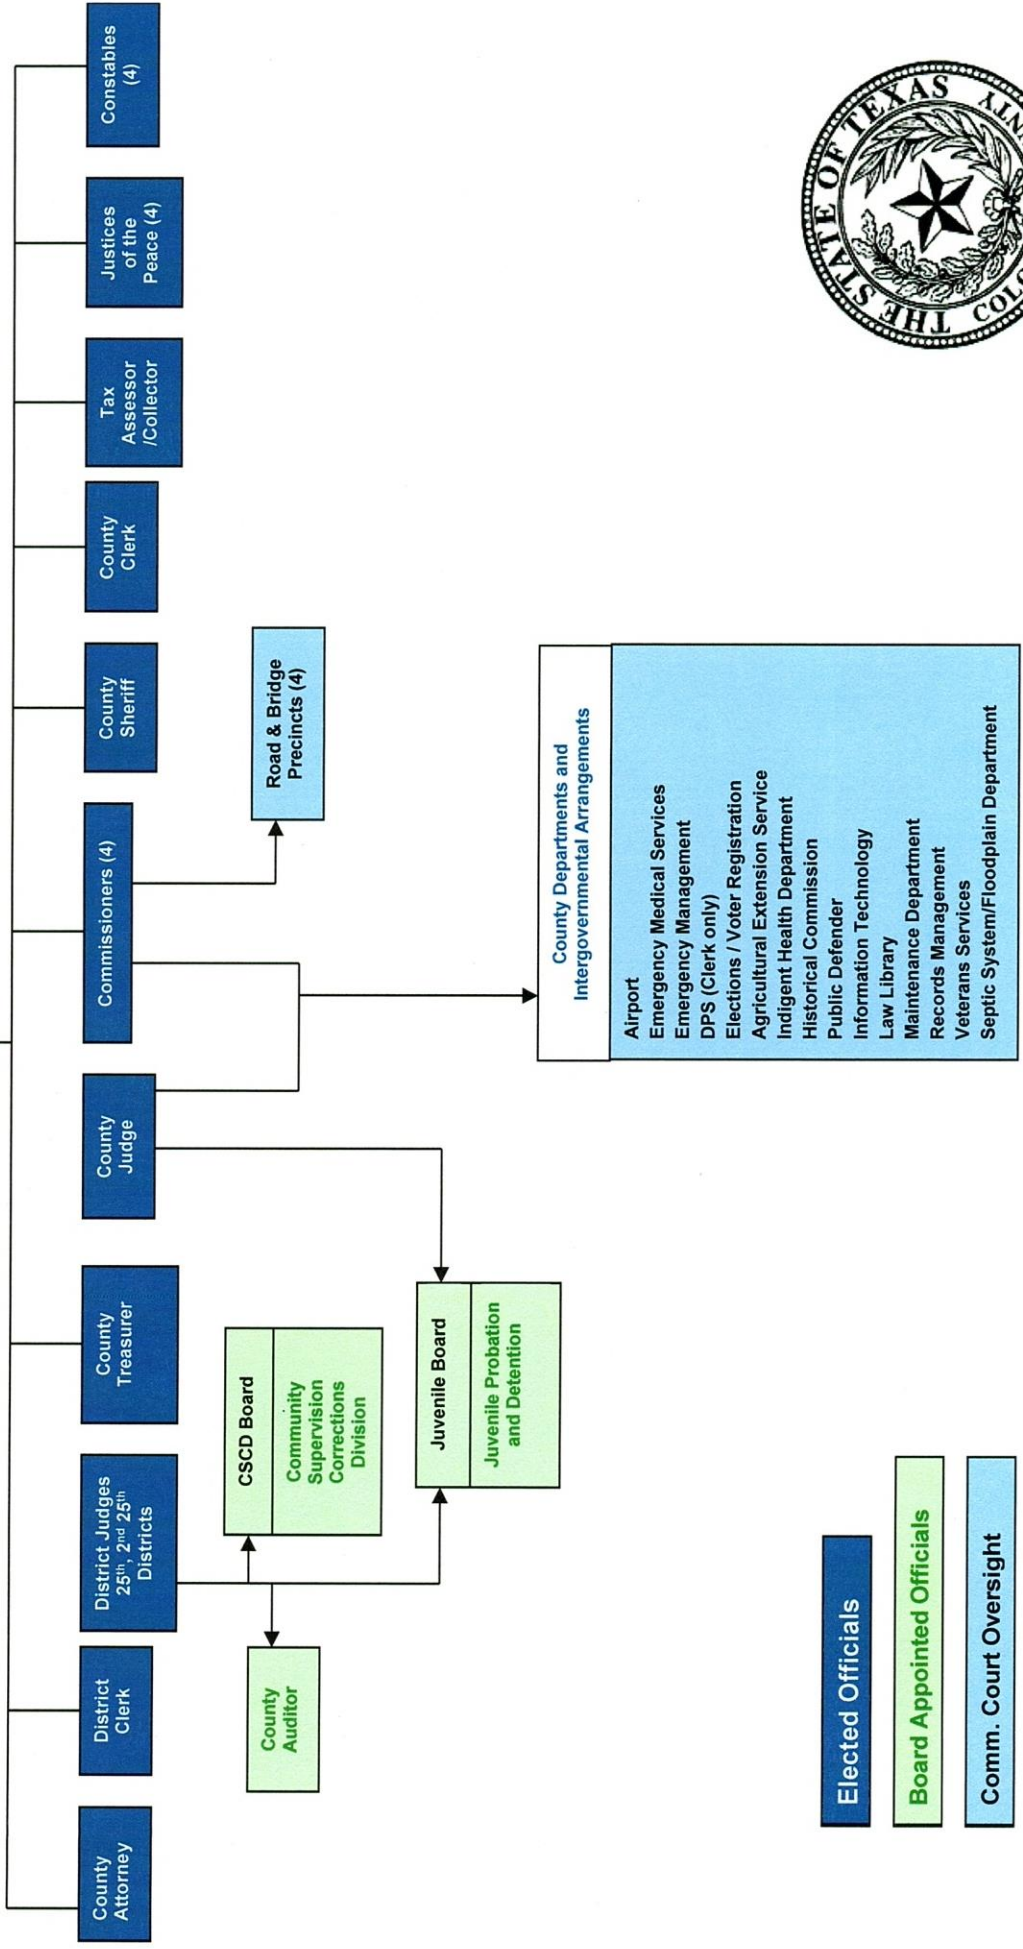 County
Attorney
District
Clerk
District Judges
25th, 2nd 25th
Districts
County
Treasurer
County
Judge
Commissioners (4)
County
Sheriff
County
Clerk
Tax
Assessor
/Collector
Justices
of the
Peace (4)
Constables
(4)
County
Auditor
CSCD Board
Community
Supervision
Corrections
Division
Juvenile Board
Juvenile Probation
and Detention
Road & Bridge
Precincts (4)
County Departments and
Intergovernmental Arrangements
Airport
Emergency Medical Services
Emergency Management
DPS (Clerk only)
Elections / Voter Registration
Agricultural Extension Service
Indigent Health Department
Historical Commission
Public Defender
Information Technology
Law Library
Maintenance Department
Records Management
Veterans Services
Septic System/Floodplain Department
Elected Officials
Board Appointed Officials
Comm. Court Oversight
THE STATE OF TEXAS